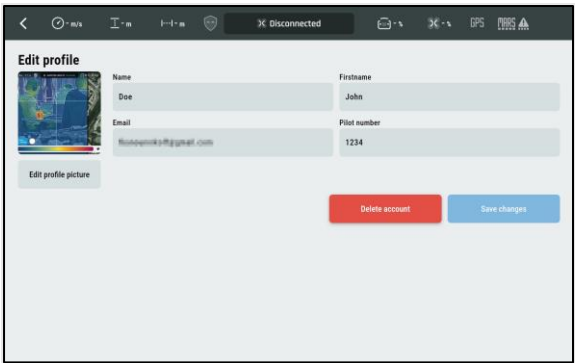 - m/s - m - m Disconnected - % - % GPS MARS
Edit profile
Name Firstname
Doe John
Email Pilot number
1234
Edit profile picture
Delete account Save changes